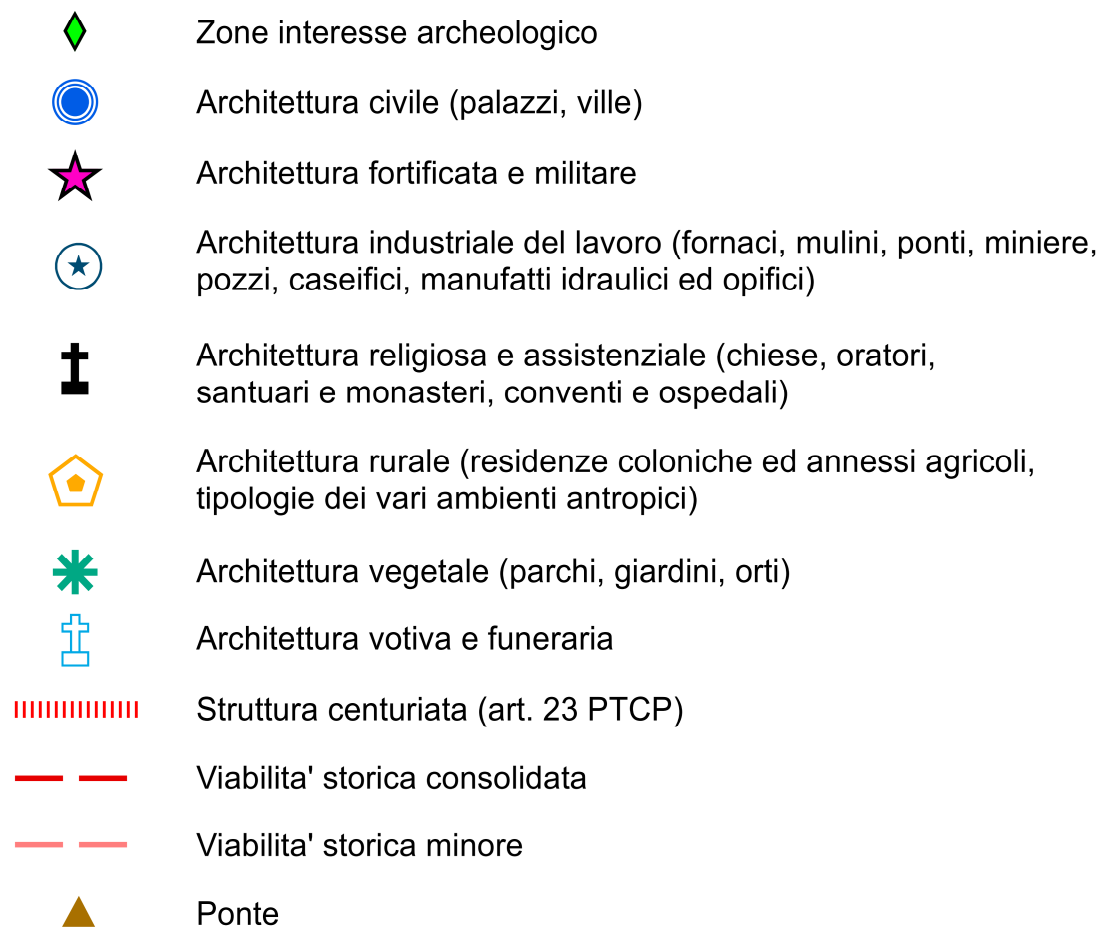 Zone interesse archeologico
Architettura civile (palazzi, ville)
Architettura fortificata e militare
Architettura industriale del lavoro (fornaci, mulini, ponti, miniere,
pozzi, caseifici, manufatti idraulici ed opifici)
Architettura religiosa e assistenziale (chiese, oratori,
santuari e monasteri, conventi e ospedali)
Architettura rurale (residenze coloniche ed annessi agricoli,
tipologie dei vari ambienti antropici)
Architettura vegetale (parchi, giardini, orti)
Architettura votiva e funeraria
Struttura centuriata (art. 23 PTCP)
Viabilita' storica consolidata
Viabilita' storica minore
Ponte